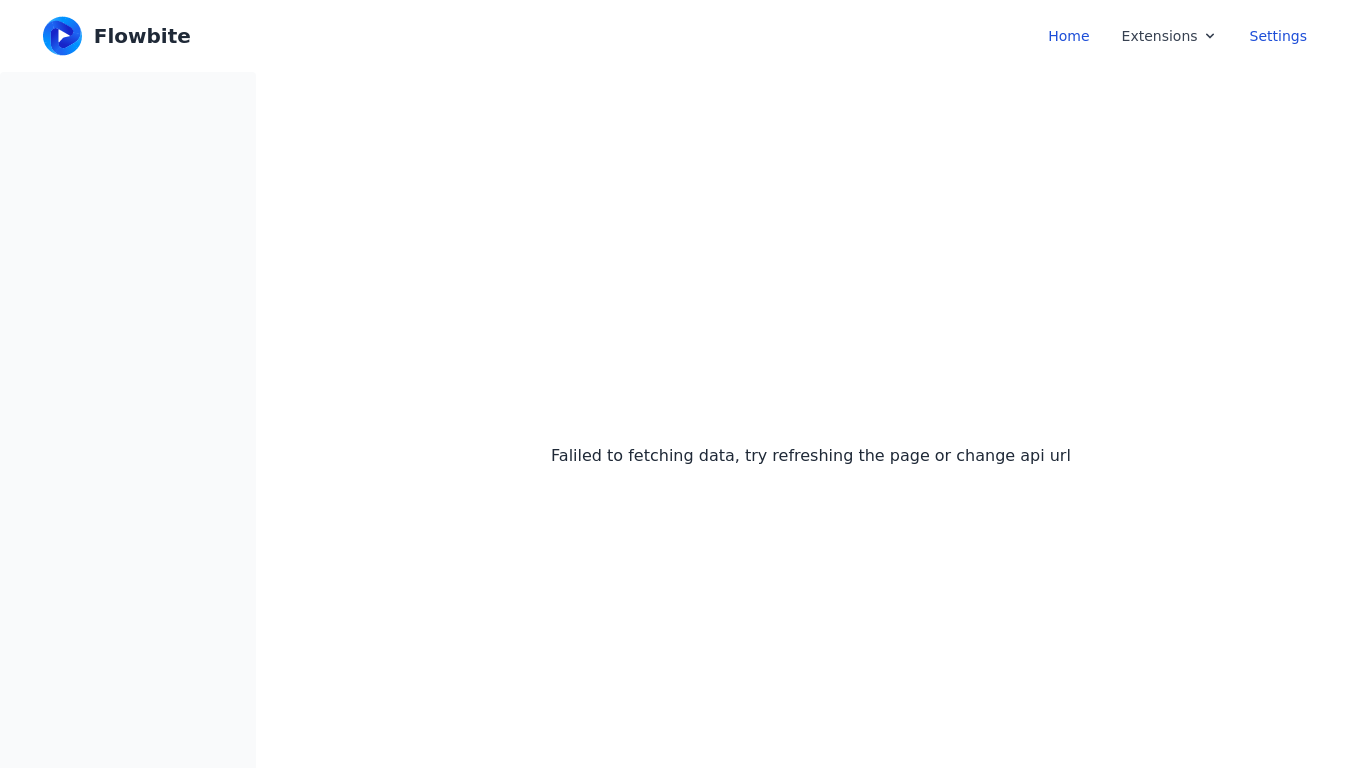 Flowbite
Home
Extensions
Settings
Faliled to fetching data, try refreshing the page or change api url